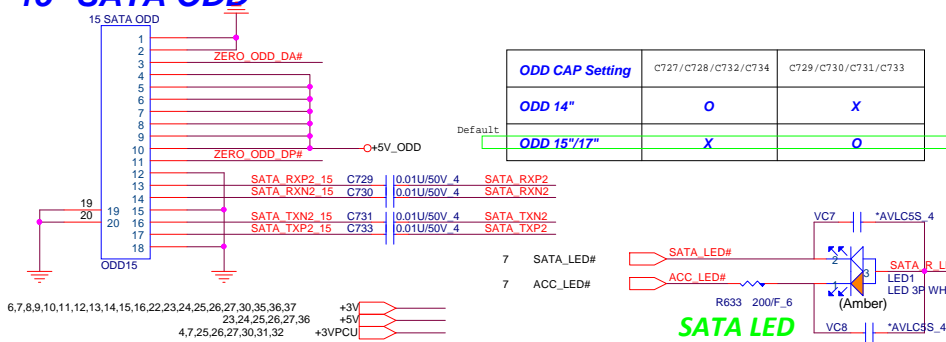 15" SATA ODD
15 SATA ODD
1
2
3
4
5
6
7
8
9
10
11
12
13
14
15
16
17
18
19
20
19
20
ODD15
ZERO_ODD_DA#
+5V_ODD
ZERO_ODD_DP#
SATA_RXP2_15 C729 0.01U/50V_4 SATA_RXP2
SATA_RXN2_15 C730 0.01U/50V_4 SATA_RXN2
SATA_TXN2_15 C731 0.01U/50V_4 SATA_TXN2
SATA_TXP2_15 C733 0.01U/50V_4 SATA_TXP2
ODD CAP Setting C727/C728/C732/C734 C729/C730/C731/C733
ODD 14" O X
Default
ODD 15"/17" X O
VC7 *AVLC5S_4
7 SATA_LED# SATA_LED# 2
7 ACC_LED# ACC_LED# 1
3
SATA_R_L
LED1
LED 3P WH
(Amber)
R633 200/F_6
SATA LED
VC8 *AVLC5S_4
6,7,8,9,10,11,12,13,14,15,16,22,23,24,25,26,27,30,35,36,37 +3V
23,24,25,26,27,36 +5V
4,7,25,26,27,30,31,32 +3VPCU